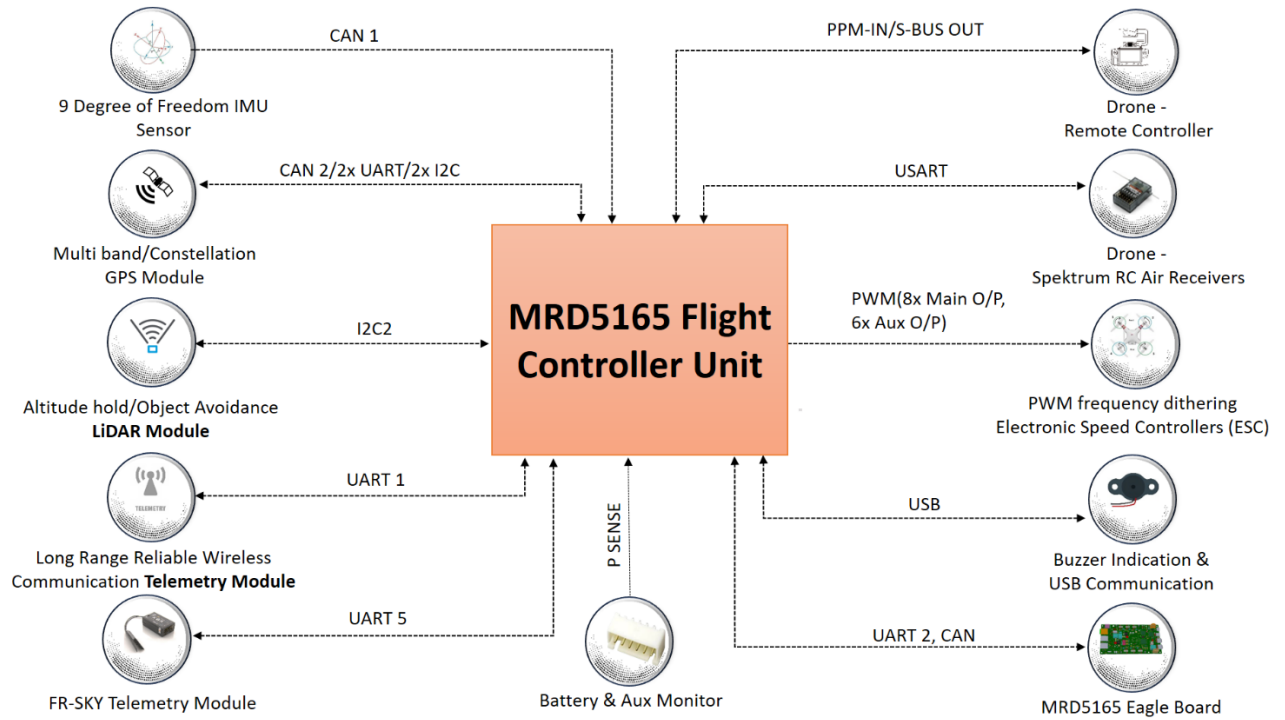 CAN 1
9 Degree of Freedom IMU
Sensor
CAN 2/2x UART/2x I2C
Multi band/Constellation
GPS Module
I2C2
Altitude hold/Object Avoidance
LiDAR Module
UART 1
TELEMETRY
Long Range Reliable Wireless
Communication Telemetry Module
UART 5
FR-SKY Telemetry Module
MRD5165 Flight
Controller Unit
P SENSE
Battery & Aux Monitor
PPM-IN/S-BUS OUT
Drone -
Remote Controller
USART
Drone -
Spektrum RC Air Receivers
PWM(8x Main O/P,
6x Aux O/P)
PWM frequency dithering
Electronic Speed Controllers (ESC)
USB
Buzzer Indication &
USB Communication
UART 2, CAN
MRD5165 Eagle Board